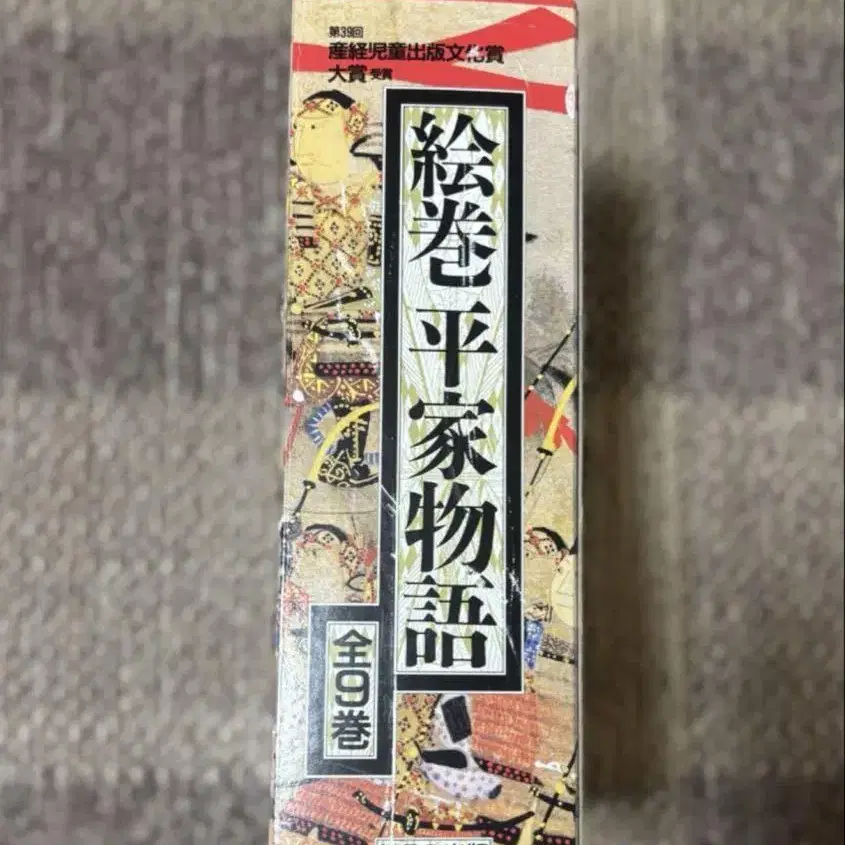 第39回
産経児童出版文化賞
大賞 受賞
絵巻 平家物語
全9巻